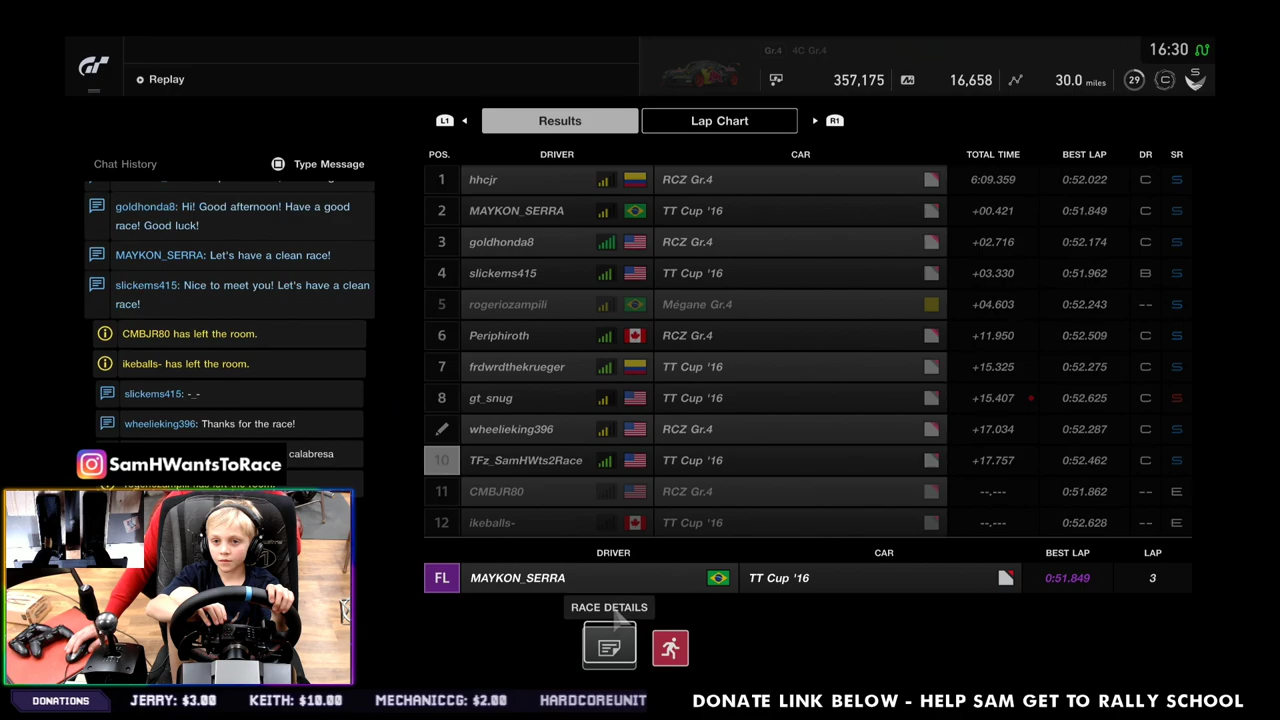 Gr.4 4C Gr.4
16:30
Replay
357,175 16,658 30.0 miles 29 C S
L1 Results Lap Chart R1
Chat History Type Message
goldhonda8: Hi! Good afternoon! Have a good
race! Good luck!
MAYKON_SERRA: Let's have a clean race!
slickems415: Nice to meet you! Let's have a clean
race!
CMBJR80 has left the room.
ikeballs- has left the room.
slickems415: -_-
wheelieking396: Thanks for the race!
calabresa
rogeriozampili has left the room.
POS. DRIVER CAR TOTAL TIME BEST LAP DR SR
1 hhcjr RCZ Gr.4 6:09.359 0:52.022 C S
2 MAYKON_SERRA TT Cup '16 +00.421 0:51.849 C S
3 goldhonda8 RCZ Gr.4 +02.716 0:52.174 C S
4 slickems415 TT Cup '16 +03.330 0:51.962 B S
5 rogeriozampili Mégane Gr.4 +04.603 0:52.243 -- S
6 Periphiroth RCZ Gr.4 +11.950 0:52.509 C S
7 frdwrdthekrueger TT Cup '16 +15.325 0:52.275 C S
8 gt_snug TT Cup '16 +15.407 0:52.625 C S
wheelieking396 RCZ Gr.4 +17.034 0:52.287 C S
10 TFz_SamHWts2Race TT Cup '16 +17.757 0:52.462 C S
11 CMBJR80 RCZ Gr.4 --,--- 0:51.862 -- E
12 ikeballs- TT Cup '16 --,--- 0:52.628 -- E
DRIVER CAR BEST LAP LAP
FL MAYKON_SERRA TT Cup '16 0:51.849 3
RACE DETAILS
SamHWantsToRace
DONATIONS JERRY: $3.00 KEITH: $10.00 MECHANICCG: $2.00 HARDCOREUNIT
DONATE LINK BELOW - HELP SAM GET TO RALLY SCHOOL